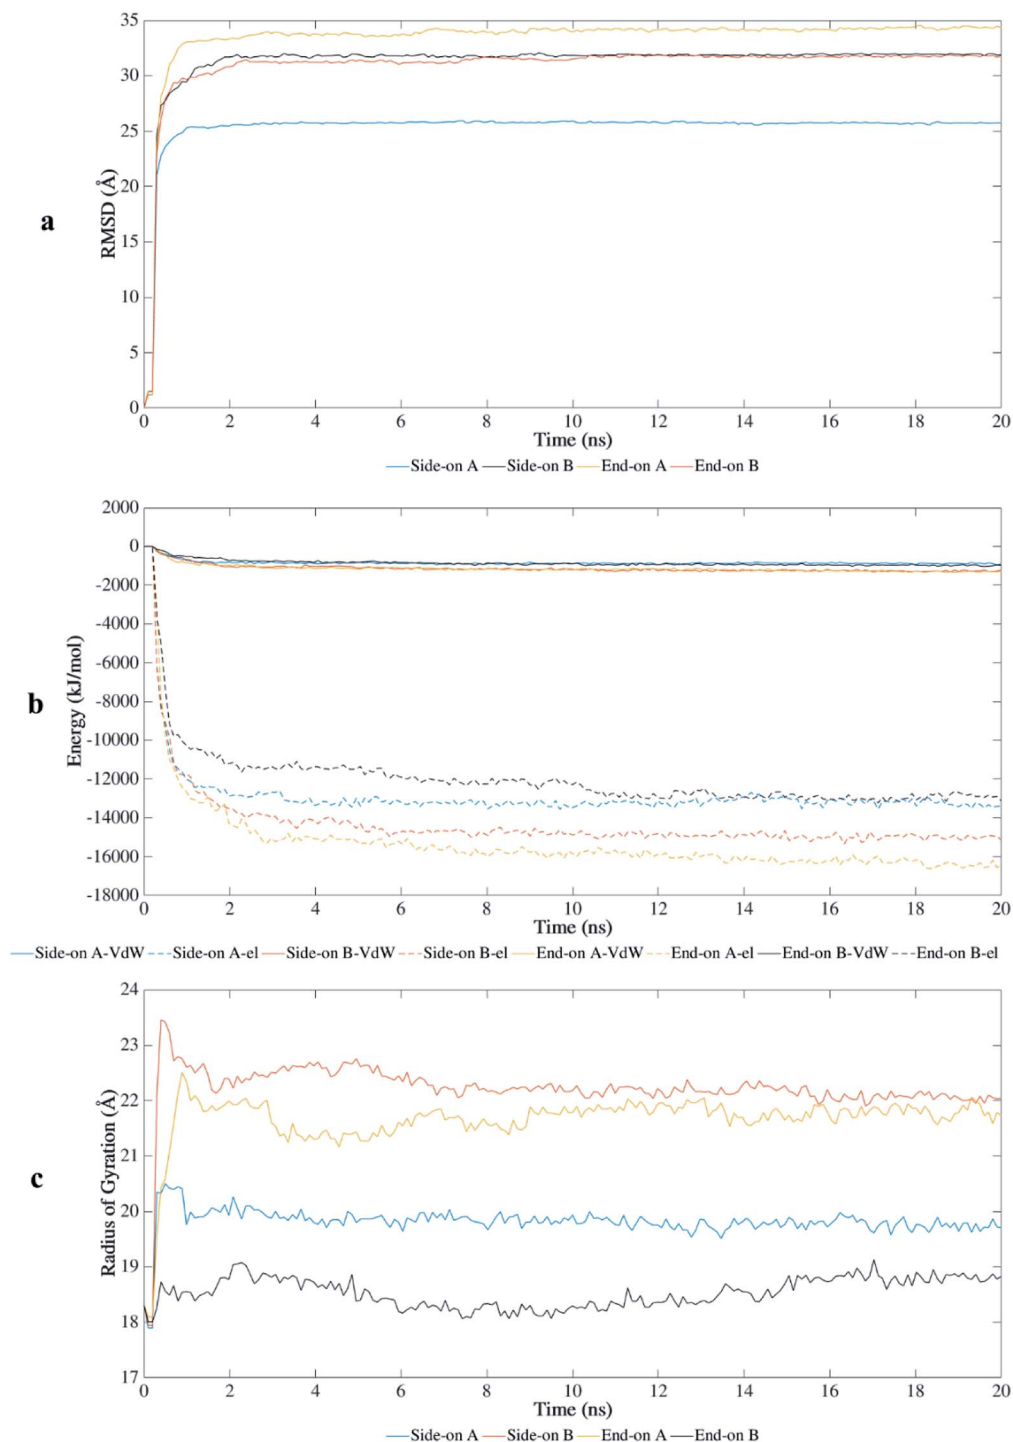 35
30
25
20
15
10
5
0
RMSD (Å)
a
0 2 4 6 8 10 12 14 16 18 20
Time (ns)
Side-on A Side-on B End-on A End-on B
2000
0
-2000
-4000
-6000
-8000
-10000
-12000
-14000
-16000
-18000
Energy (kJ/mol)
b
0 2 4 6 8 10 12 14 16 18 20
Time (ns)
Side-on A-VdW Side-on A-el Side-on B-VdW Side-on B-el End-on A-VdW End-on A-el End-on B-VdW End-on B-el
24
23
22
21
20
19
18
17
Radius of Gyration (Å)
c
0 2 4 6 8 10 12 14 16 18 20
Time (ns)
Side-on A Side-on B End-on A End-on B